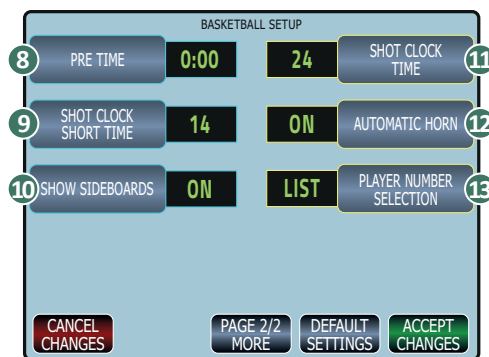 BASKETBALL SETUP
8 PRE TIME 0:00 24 SHOT CLOCK TIME 11
9 SHOT CLOCK SHORT TIME 14 ON AUTOMATIC HORN 12
10 SHOW SIDEBOARDS ON LIST PLAYER NUMBER SELECTION 13
CANCEL CHANGES PAGE 2/2 MORE DEFAULT SETTINGS ACCEPT CHANGES